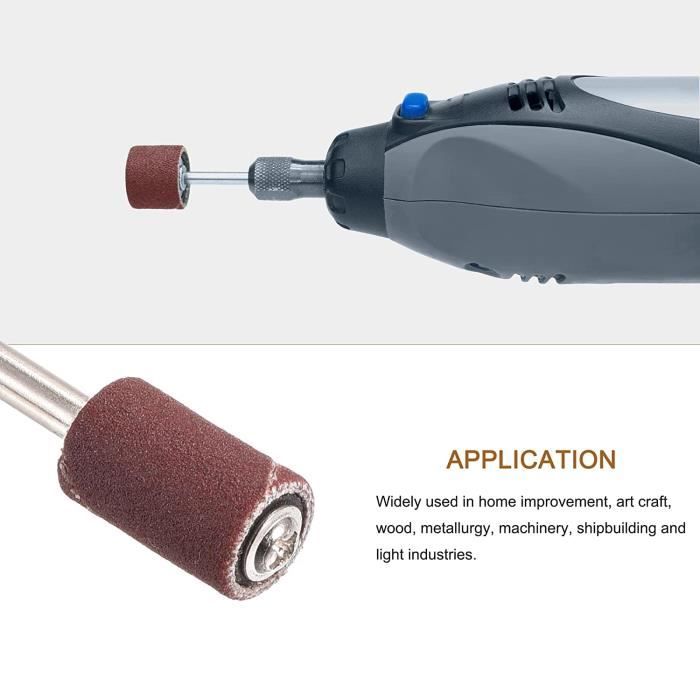 APPLICATION
Widely used in home improvement, art craft,
wood, metallurgy, machinery, shipbuilding and
light industries.